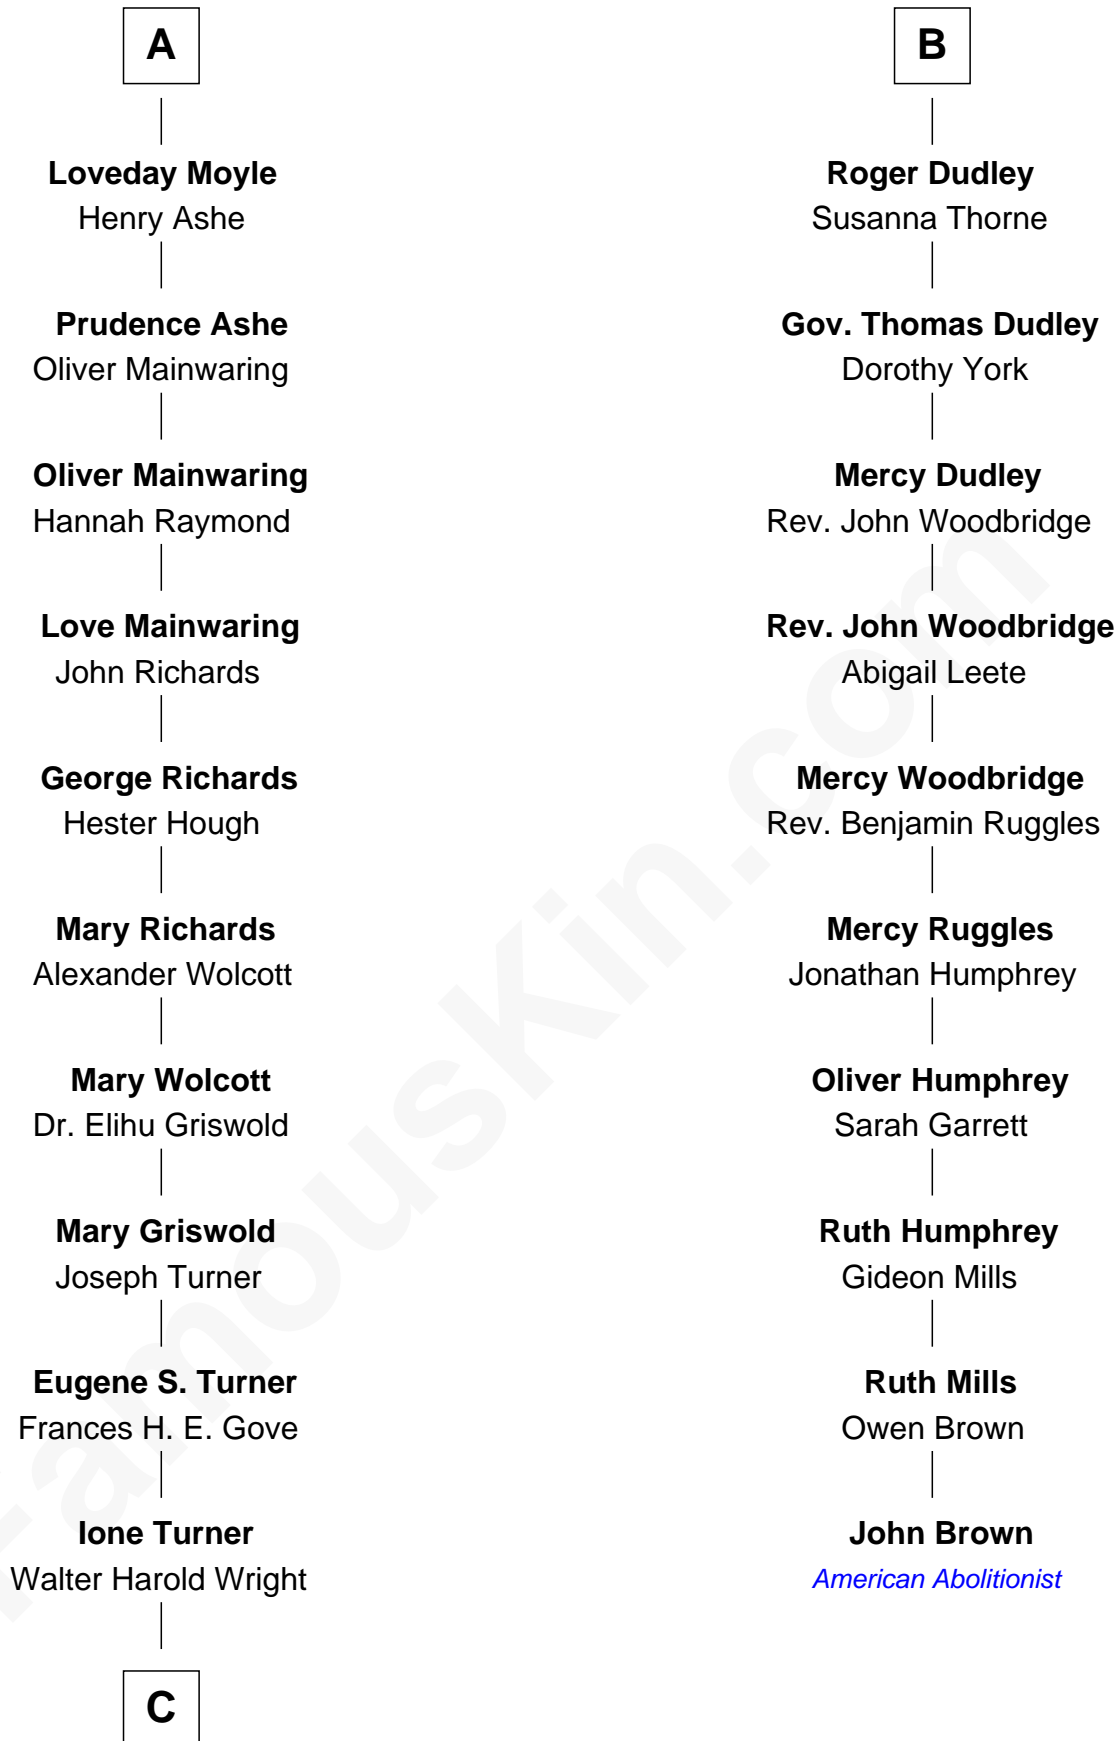 A
Loveday Moyle
Henry Ashe
Prudence Ashe
Oliver Mainwaring
Oliver Mainwaring
Hannah Raymond
Love Mainwaring
John Richards
George Richards
Hester Hough
Mary Richards
Alexander Wolcott
Mary Wolcott
Dr. Elihu Griswold
Mary Griswold
Joseph Turner
Eugene S. Turner
Frances H. E. Gove
Ione Turner
Walter Harold Wright
C
B
Roger Dudley
Susanna Thorne
Gov. Thomas Dudley
Dorothy York
Mercy Dudley
Rev. John Woodbridge
Rev. John Woodbridge
Abigail Leete
Mercy Woodbridge
Rev. Benjamin Ruggles
Mercy Ruggles
Jonathan Humphrey
Oliver Humphrey
Sarah Garrett
Ruth Humphrey
Gideon Mills
Ruth Mills
Owen Brown
John Brown
American Abolitionist
FamousKin.com